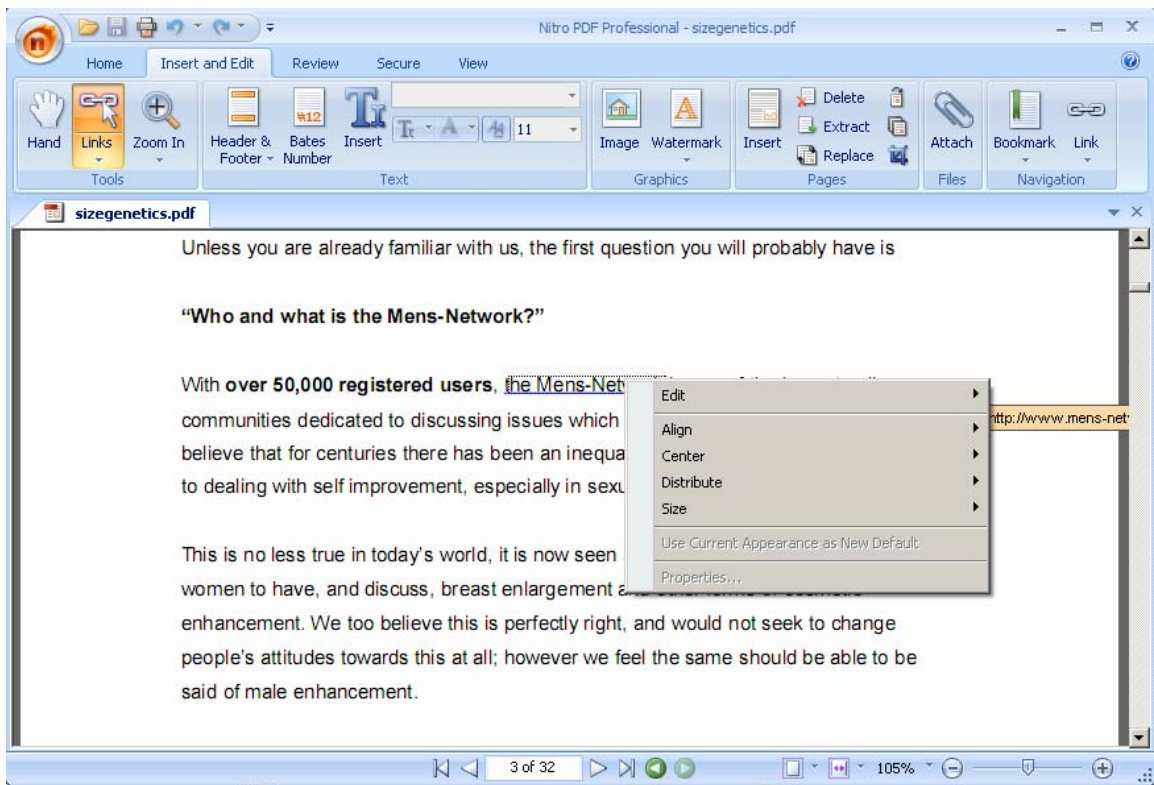 Nitro PDF Professional - sizegenetics.pdf
Home Insert and Edit Review Secure View
Hand Links Zoom In
Tools
Header & Footer Bates Number Insert 11
#12
Text
Image Watermark
Graphics
Insert Delete Extract Replace
Pages
Attach
Files
Bookmark Link
Navigation
sizegenetics.pdf
Unless you are already familiar with us, the first question you will probably have is
“Who and what is the Mens-Network?”
With over 50,000 registered users, the Mens-Net
communities dedicated to discussing issues which
believe that for centuries there has been an inequa
to dealing with self improvement, especially in sexu
This is no less true in today’s world, it is now seen
women to have, and discuss, breast enlargement
enhancement. We too believe this is perfectly right, and would not seek to change
people’s attitudes towards this at all; however we feel the same should be able to be
said of male enhancement.
Edit
Align
Center
Distribute
Size
Use Current Appearance as New Default
Properties...
http://www.mens-net
3 of 32
105%